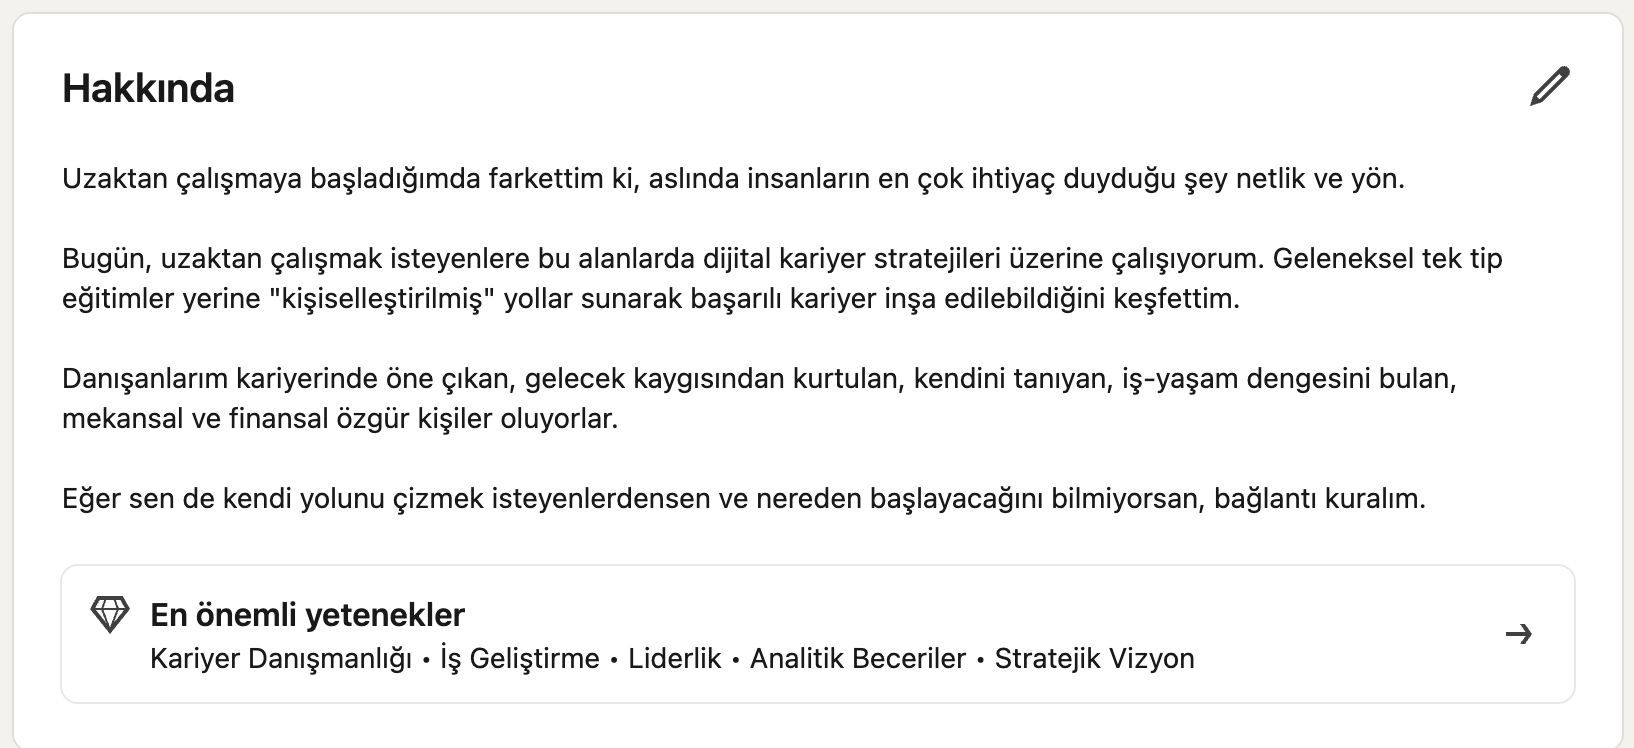 Hakkında
Uzaktan çalışmaya başladığımda farkettim ki, aslında insanların en çok ihtiyaç duyduğu şey netlik ve yön.
Bugün, uzaktan çalışmak isteyenlere bu alanlarda dijital kariyer stratejileri üzerine çalışıyorum. Geleneksel tek tip
eğitimler yerine "kişiselleştirilmiş" yollar sunarak başarılı kariyer inşa edilebildiğini keşfettim.
Danışanlarım kariyerinde öne çıkan, gelecek kaygısından kurtulan, kendini tanıyan, iş-yaşam dengesini bulan,
mekansal ve finansal özgür kişiler oluyorlar.
Eğer sen de kendi yolunu çizmek isteyenlerdensen ve nereden başlayacağını bilmiyorsan, bağlantı kuralım.
En önemli yetenekler
Kariyer Danışmanlığı • İş Geliştirme • Liderlik • Analitik Beceriler • Stratejik Vizyon